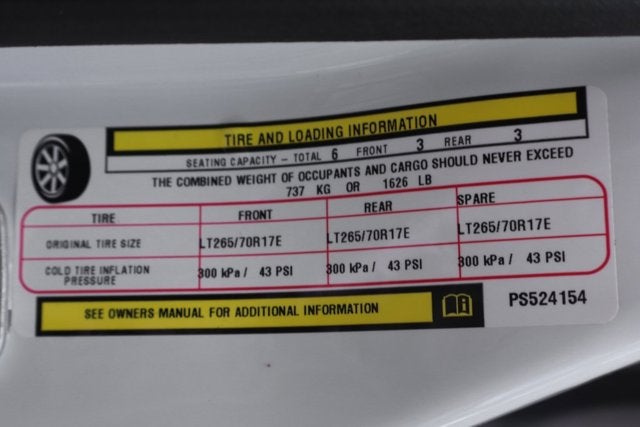 TIRE AND LOADING INFORMATION
SEATING CAPACITY - TOTAL 6 FRONT 3 REAR 3
THE COMBINED WEIGHT OF OCCUPANTS AND CARGO SHOULD NEVER EXCEED
737 KG OR 1626 LB
TIRE FRONT REAR SPARE
ORIGINAL TIRE SIZE LT265/70R17E LT265/70R17E LT265/70R17E
COLD TIRE INFLATION PRESSURE 300 kPa / 43 PSI 300 kPa / 43 PSI 300 kPa / 43 PSI
SEE OWNERS MANUAL FOR ADDITIONAL INFORMATION PS524154